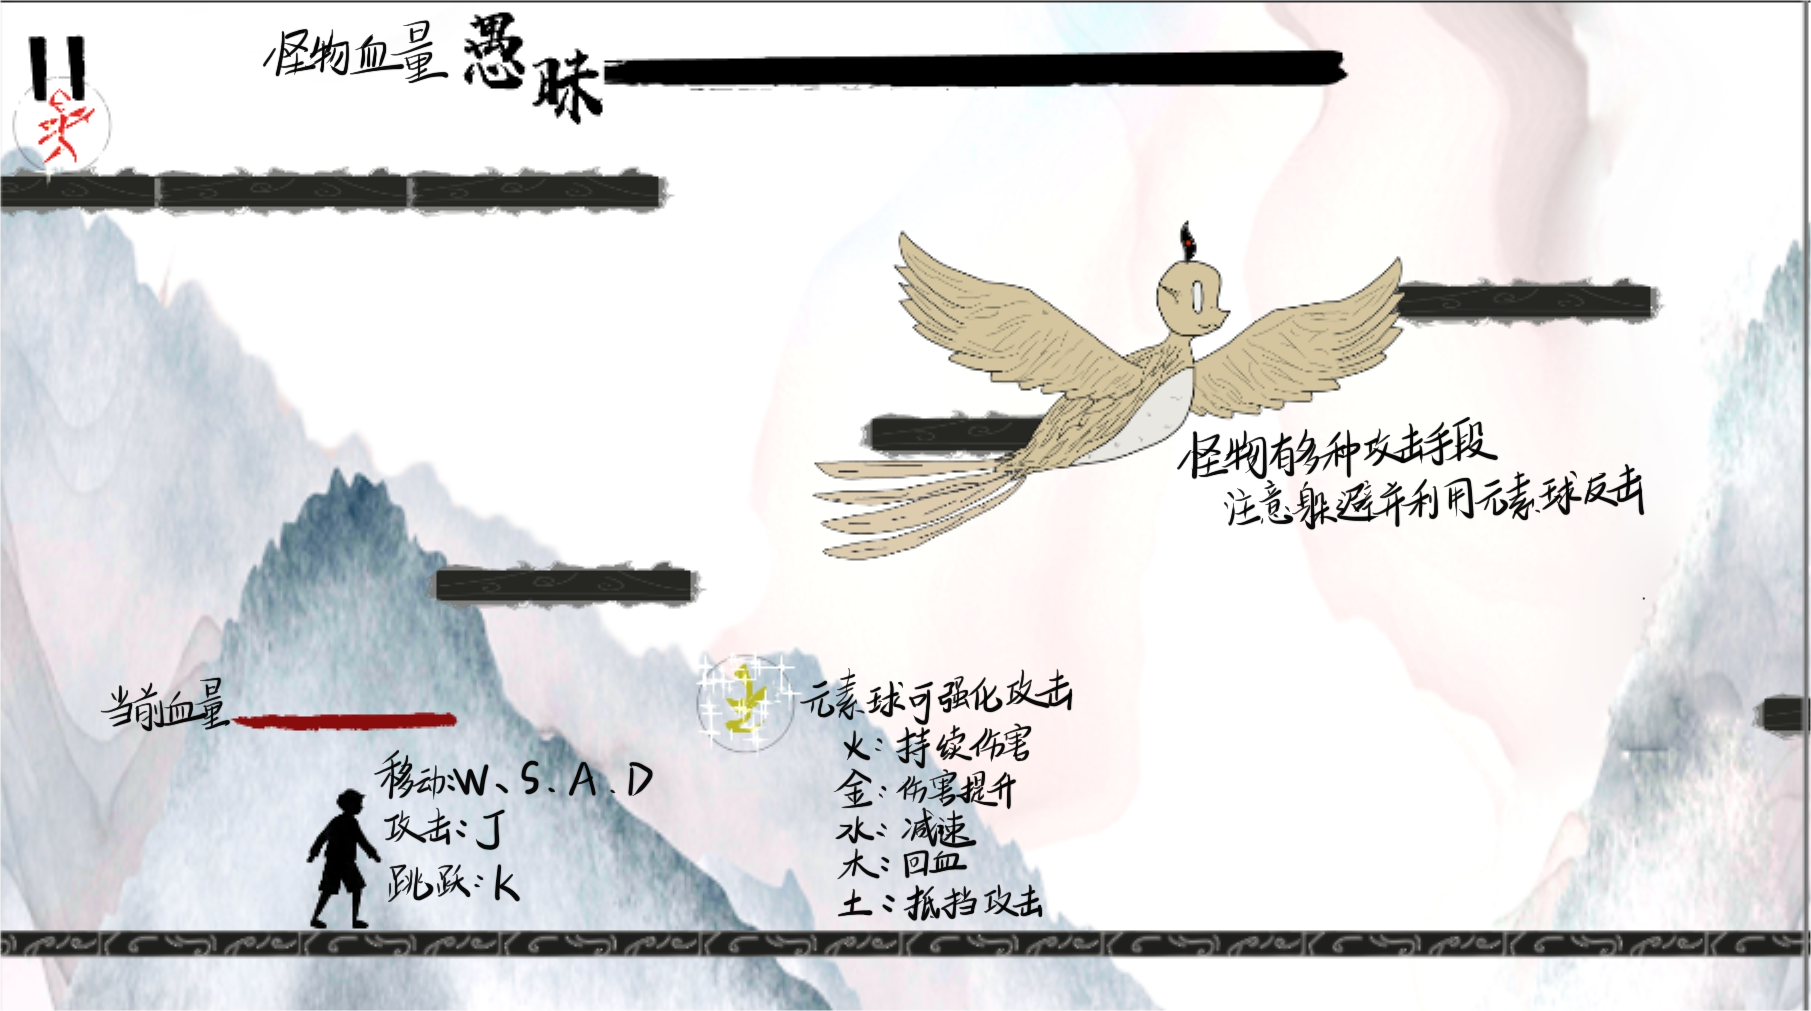 怪物血量
愚昧
怪物有多种攻击手段
注意躲避并利用元素球反击
当前血量
元素球可强化攻击
火：持续伤害
金：伤害提升
水：减速
木：回血
土：抵挡攻击
移动：W、S.A.D
攻击：J
跳跃：K